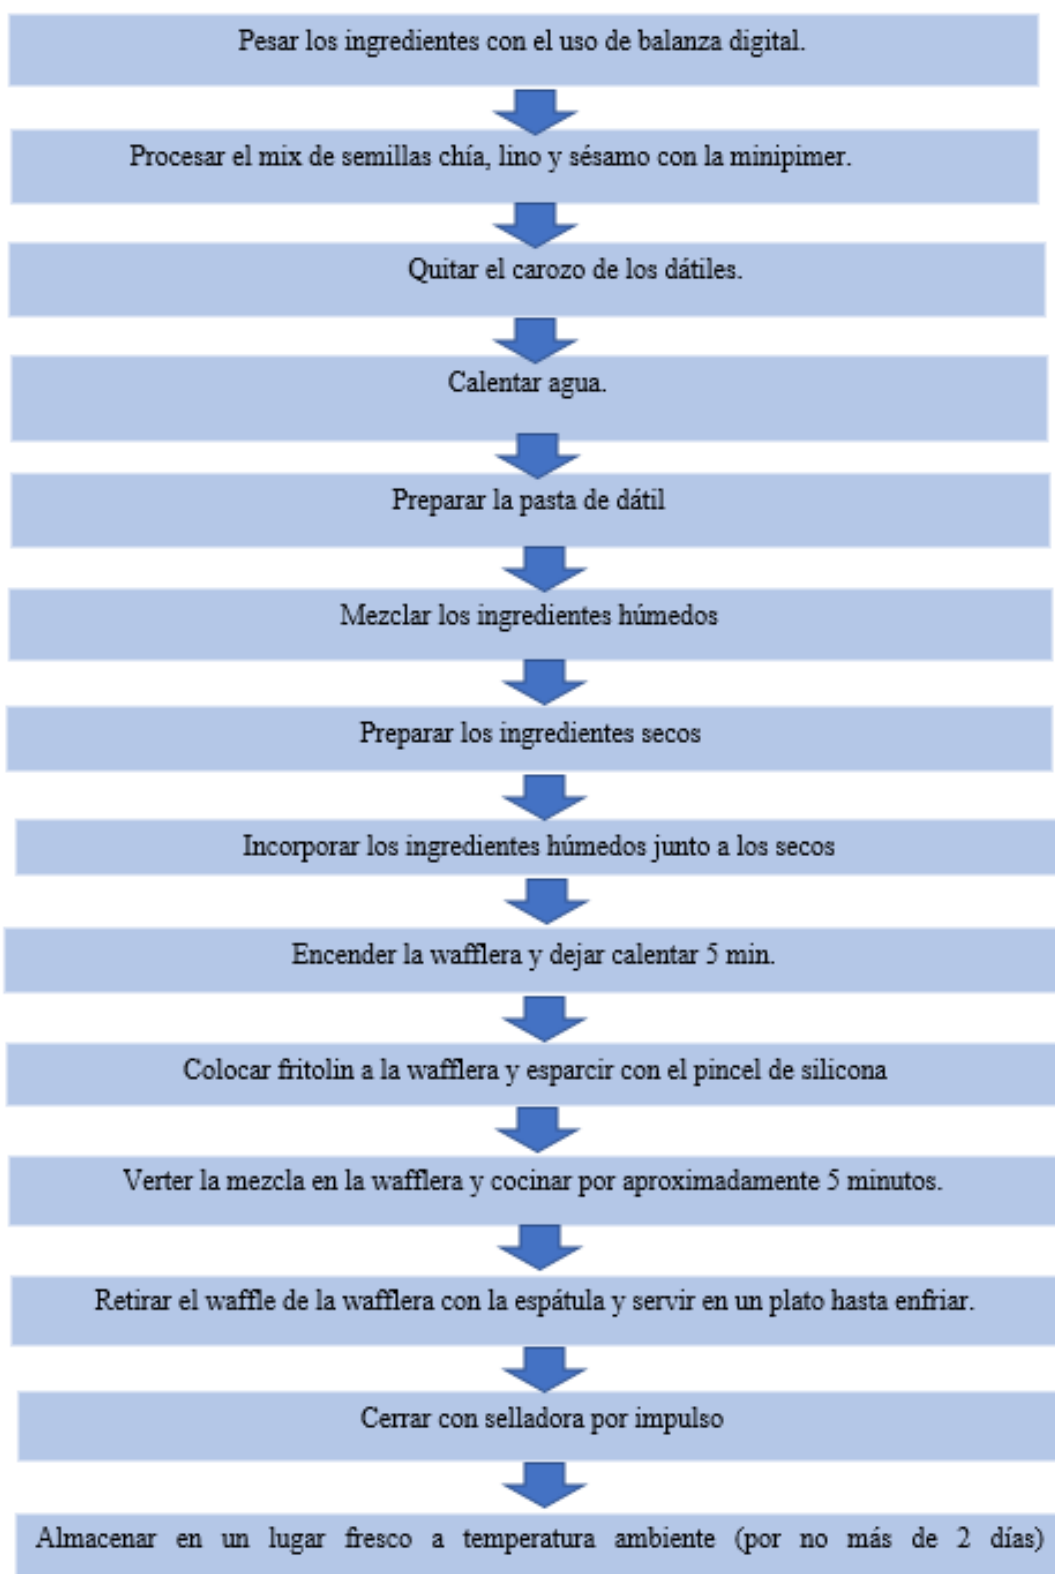 Pesar los ingredientes con el uso de balanza digital.
Procesar el mix de semillas chía, lino y sésamo con la minipimer.
Quitar el carozo de los dátiles.
Calentar agua.
Preparar la pasta de dátil
Mezclar los ingredientes húmedos
Preparar los ingredientes secos
Incorporar los ingredientes húmedos junto a los secos
Encender la wafflera y dejar calentar 5 min.
Colocar fritolin a la wafflera y esparcir con el pincel de silicona
Verter la mezcla en la wafflera y cocinar por aproximadamente 5 minutos.
Retirar el waffle de la wafflera con la espátula y servir en un plato hasta enfriar.
Cerrar con selladora por impulso
Almacenar en un lugar fresco a temperatura ambiente (por no más de 2 días)